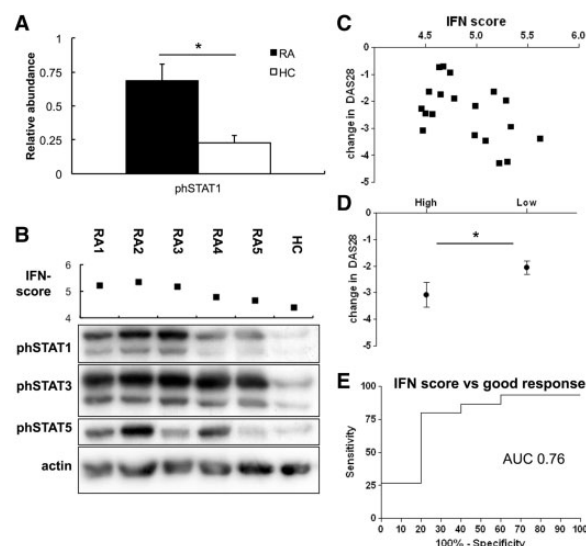 A
*
RA
HC
Relative abundance
1
0.75
0.5
0.25
0
phSTAT1
B
RA1
RA2
RA3
RA4
RA5
HC
IFN-
score
6
5
4
phSTAT1
phSTAT3
phSTAT5
actin
C
IFN score
4.5
5.0
5.5
6.0
change in DAS28
0
-1
-2
-3
-4
-5
D
High
Low
*
change in DAS28
0
-1
-2
-3
-4
-5
E
IFN score vs good response
Sensitivity
100
75
50
25
0
AUC 0.76
0 10 20 30 40 50 60 70 80 90 100
100% - Specificity